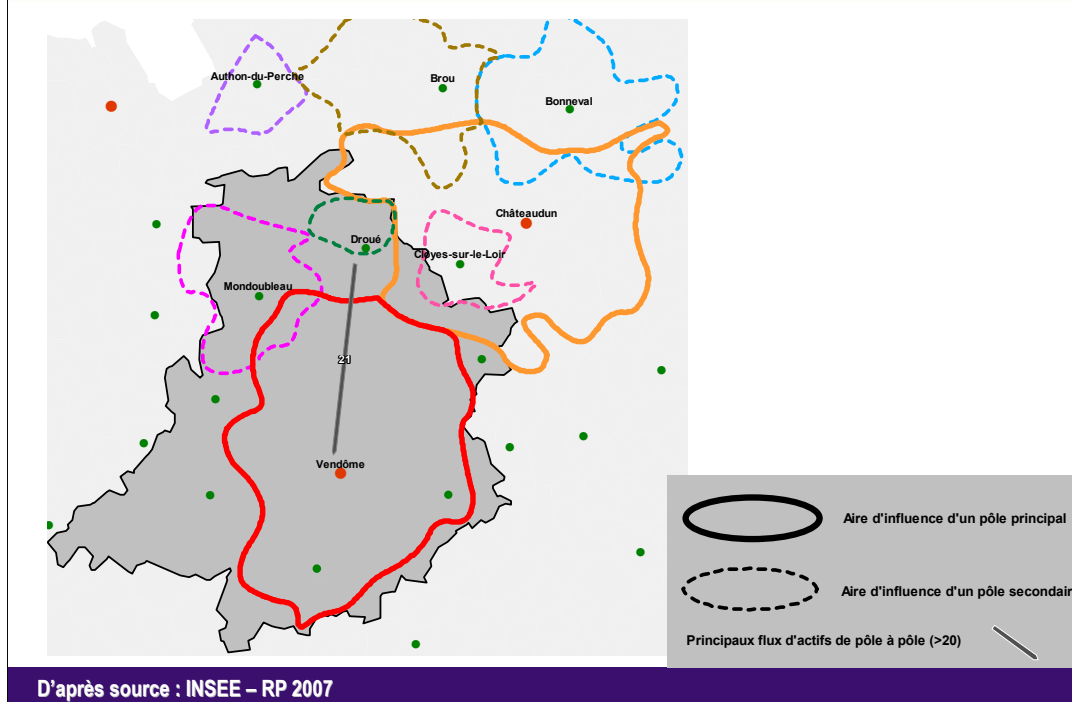 Authon-du-Perche
Brou
Bonneval
Châteaudun
Droué
Cloyes-sur-le-Loir
Mondoubleau
21
Vendôme
Aire d'influence d'un pôle principal
Aire d'influence d'un pôle secondair
Principaux flux d'actifs de pôle à pôle (>20)
D'après source : INSEE – RP 2007